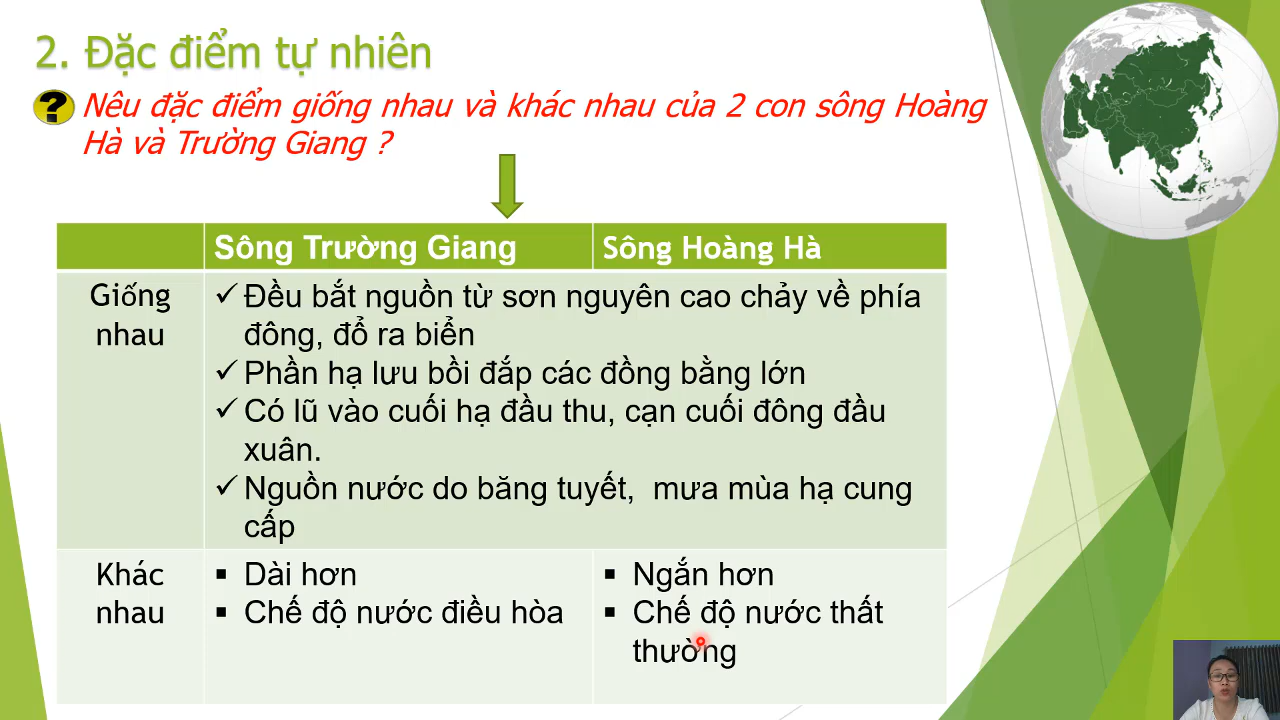 2. Đặc điểm tự nhiên
? Nêu đặc điểm giống nhau và khác nhau của 2 con sông Hoàng
Hà và Trường Giang ?
Sông Trường Giang
Sông Hoàng Hà
Giống
nhau
✓ Đều bắt nguồn từ sơn nguyên cao chảy về phía
đông, đổ ra biển
✓ Phần hạ lưu bồi đắp các đồng bằng lớn
✓ Có lũ vào cuối hạ đầu thu, cạn cuối đông đầu
xuân.
✓ Nguồn nước do băng tuyết, mưa mùa hạ cung
cấp
Khác
nhau
▪ Dài hơn
▪ Chế độ nước điều hòa
▪ Ngắn hơn
▪ Chế độ nước thất
thường